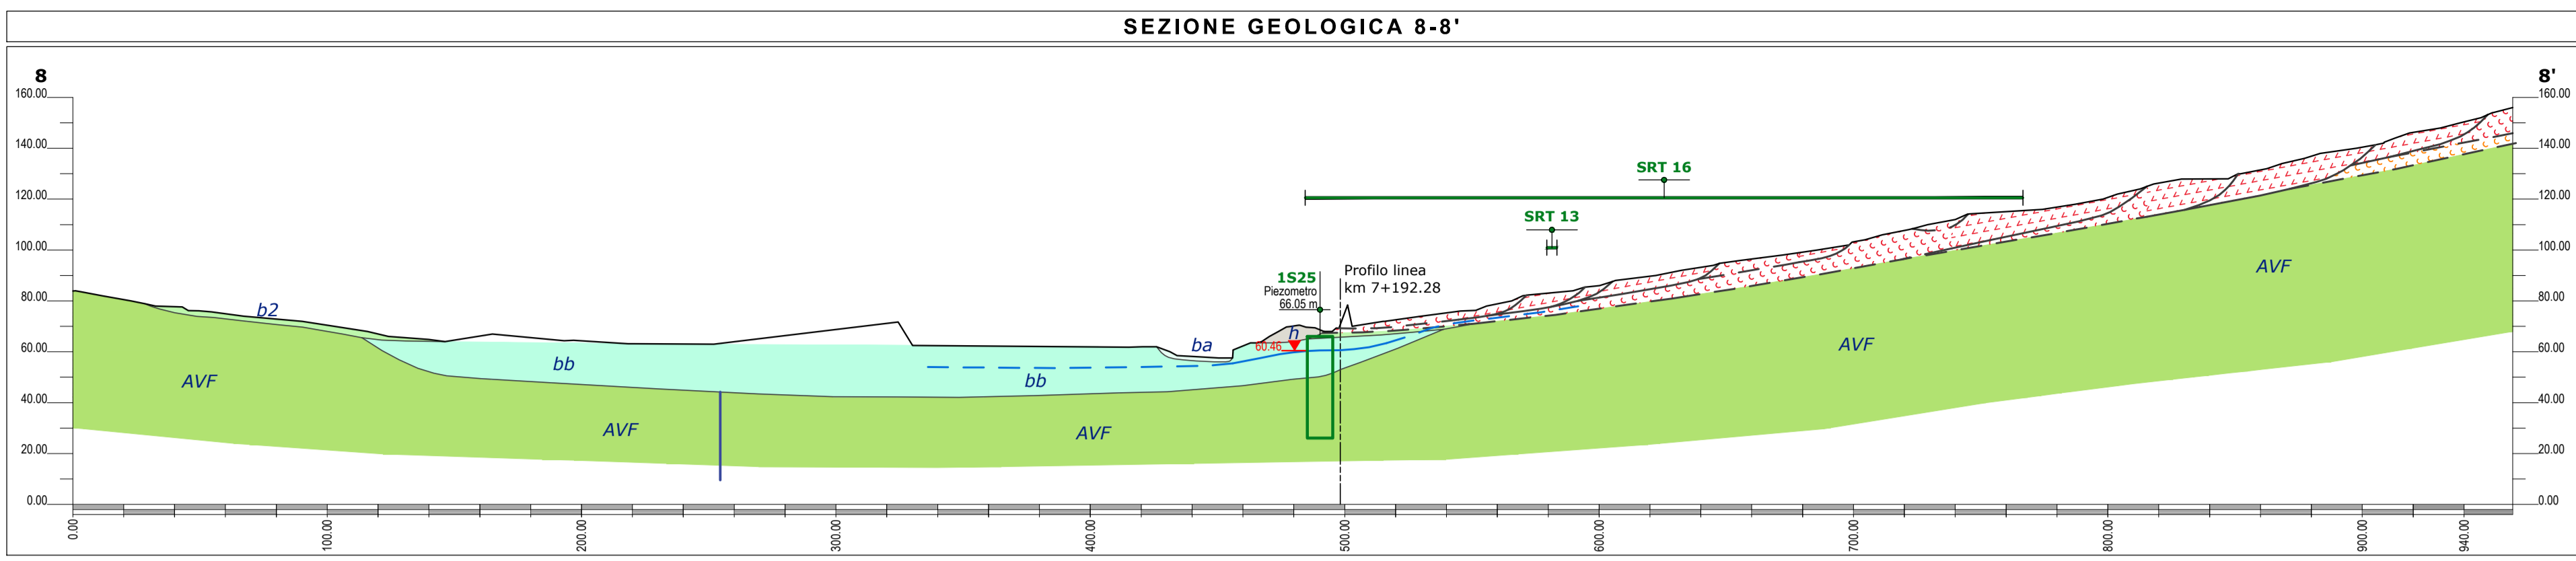 SEZIONE GEOLOGICA 8-8'
8
8'
160.00
160.00
140.00
140.00
120.00
120.00
100.00
100.00
80.00
80.00
60.00
60.00
40.00
40.00
20.00
20.00
0.00
0.00
SRT 16
SRT 13
1S25
Piezometro
66.05 m
Profilo linea
km 7+192.28
60.46
b2
bb
bb
ba
h
AVF
AVF
AVF
AVF
AVF
0.00
100.00
200.00
300.00
400.00
500.00
600.00
700.00
800.00
900.00
940.00